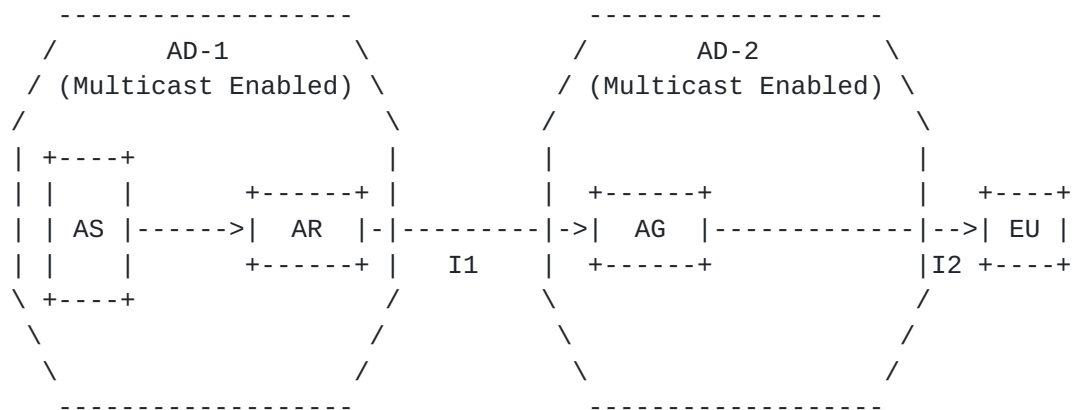 AD-1 AD-2
(Multicast Enabled) (Multicast Enabled)
AS AR AG EU
I1 I2